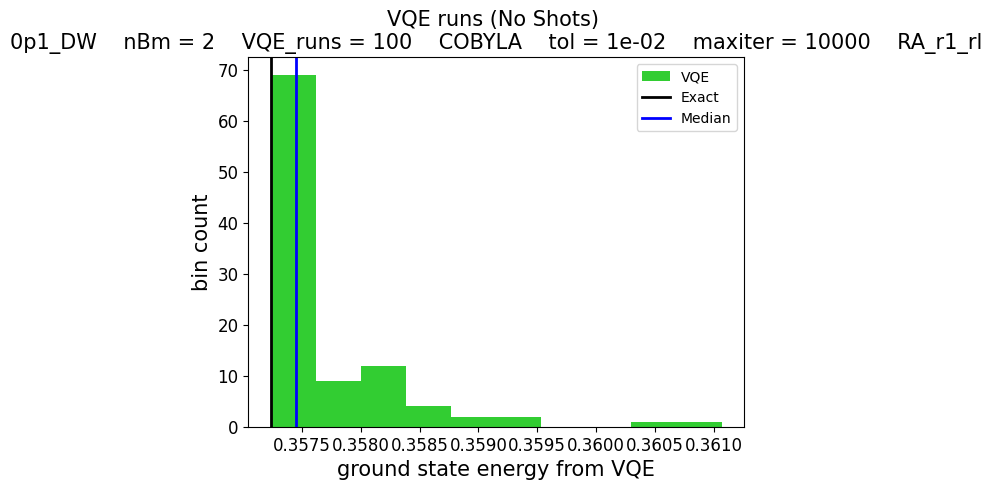 VQE runs (No Shots)
0p1_DW    nBm = 2    VQE_runs = 100    COBYLA    tol = 1e-02    maxiter = 10000    RA_r1_rl
70
60
50
40
30
20
10
0
bin count
VQE
Exact
Median
0.3575 0.3580 0.3585 0.3590 0.3595 0.3600 0.3605 0.3610
ground state energy from VQE